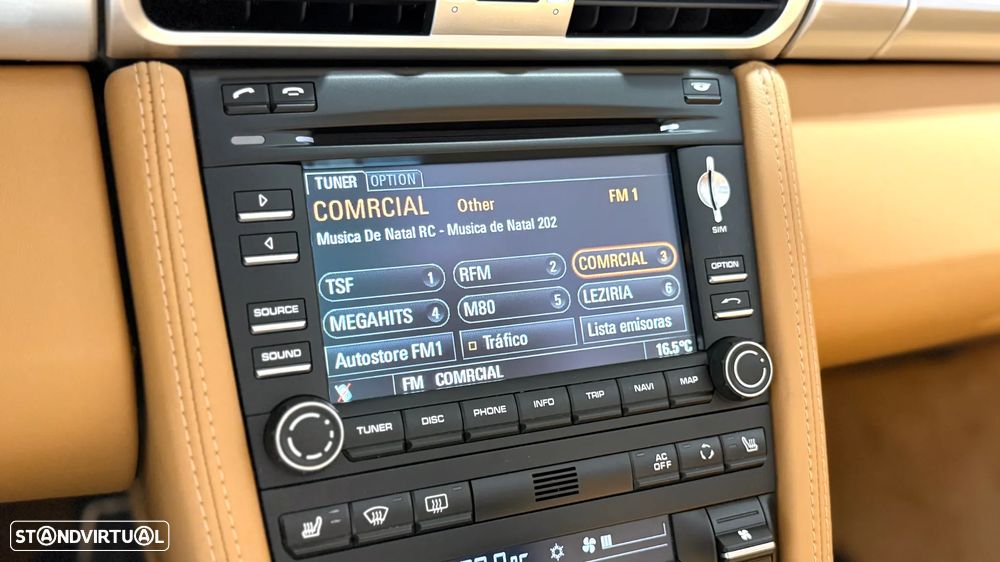 TUNER OPTION
COMRCIAL Other FM 1
Musica De Natal RC - Musica de Natal 202
TSF 1 RFM 2 COMRCIAL 3
MEGAHITS 4 M80 5 LEZIRIA 6
Autostore FM1 Tráfico Lista emisoras
16.5°C
FM COMRCIAL
SOURCE
SOUND
SIM
OPTION
TUNER DISC PHONE INFO TRIP NAVI MAP
AC OFF
STANDVIRTUAL